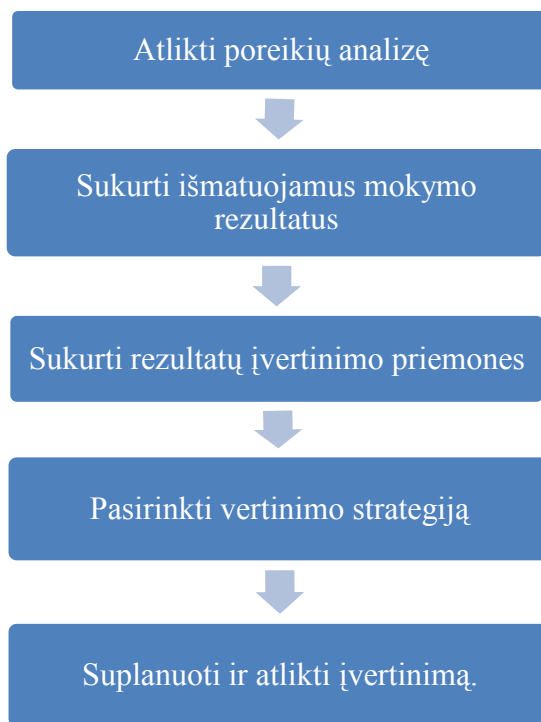 Atlikti poreikių analizę
Sukurti išmatuojamus mokymo
rezultatus
Sukurti rezultatų įvertinimo priemones
Pasirinkti vertinimo strategiją
Suplanuoti ir atlikti įvertinimą.